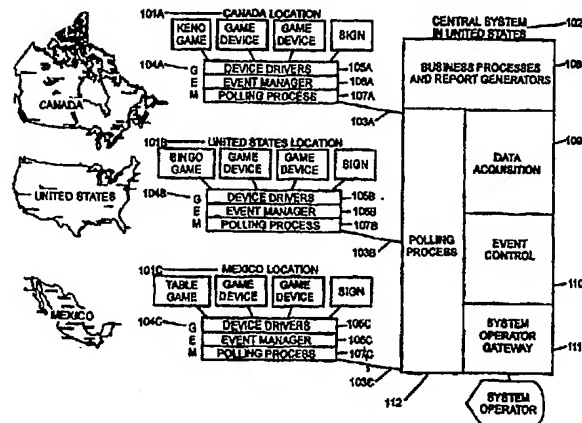 101A
CANADA LOCATION
KENO GAME
GAME DEVICE
GAME DEVICE
SIGN
104A
G
E
M
DEVICE DRIVERS
EVENT MANAGER
POLLING PROCESS
105A
106A
107A
103A
CANADA
101B
UNITED STATES LOCATION
BINGO GAME
GAME DEVICE
GAME DEVICE
SIGN
104B
G
E
M
DEVICE DRIVERS
EVENT MANAGER
POLLING PROCESS
105B
106B
107B
103B
UNITED STATES
101C
MEXICO LOCATION
TABLE GAME
GAME DEVICE
GAME DEVICE
SIGN
104C
G
E
M
DEVICE DRIVERS
EVENT MANAGER
POLLING PROCESS
106C
107C
103C
MEXICO
CENTRAL SYSTEM
IN UNITED STATES
102
BUSINESS PROCESSES
AND REPORT GENERATORS
108
109
DATA
ACQUISITION
POLLING
PROCESS
EVENT
CONTROL
110
SYSTEM
OPERATOR
GATEWAY
111
112
SYSTEM
OPERATOR